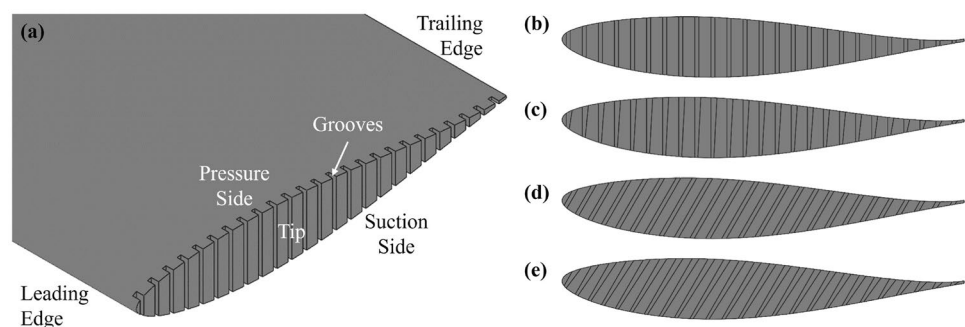 (a)
Trailing
Edge
Grooves
Pressure
Side
Tip
Suction
Side
Leading
Edge
(b)
(c)
(d)
(e)